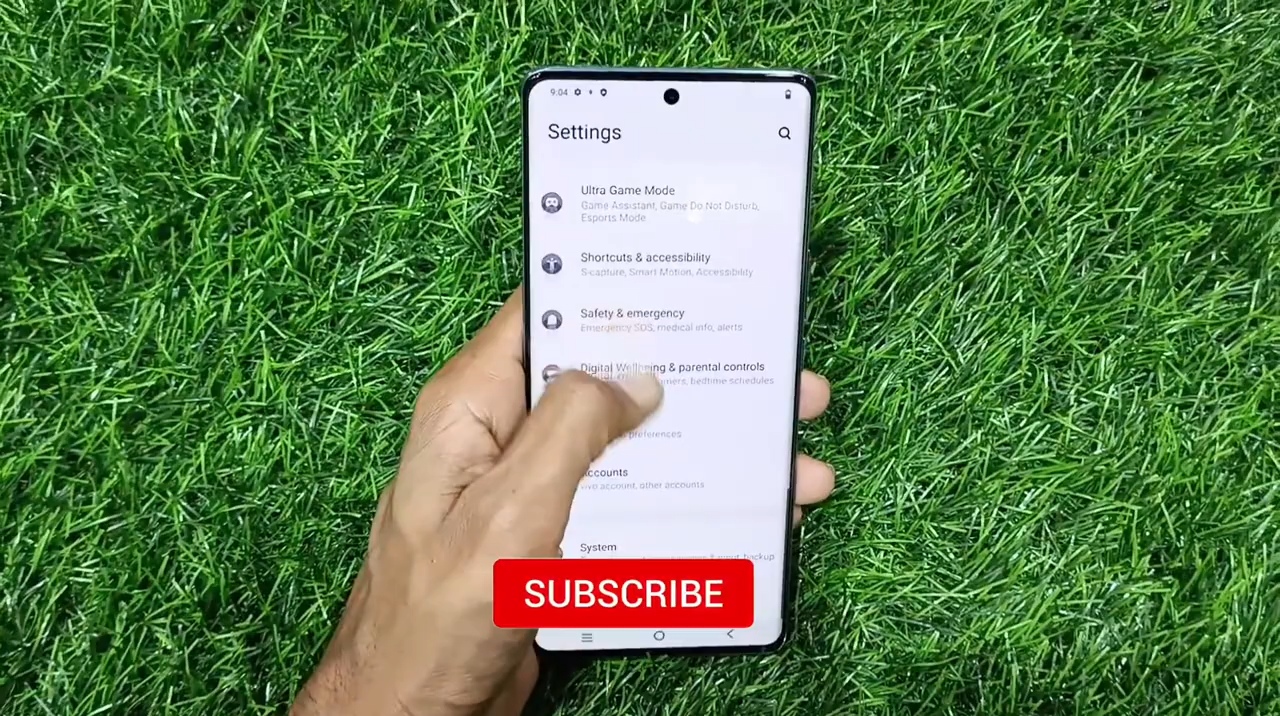 9:04
Settings
Ultra Game Mode
Game Assistant, Game Do Not Disturb,
Esports Mode
Shortcuts & accessibility
S-capture, Smart Motion, Accessibility
Safety & emergency
Emergency SOS, medical info, alerts
Digital Wellbeing & parental controls
bedtime schedules
preferences
Accounts
vivo account, other accounts
System
backup
SUBSCRIBE